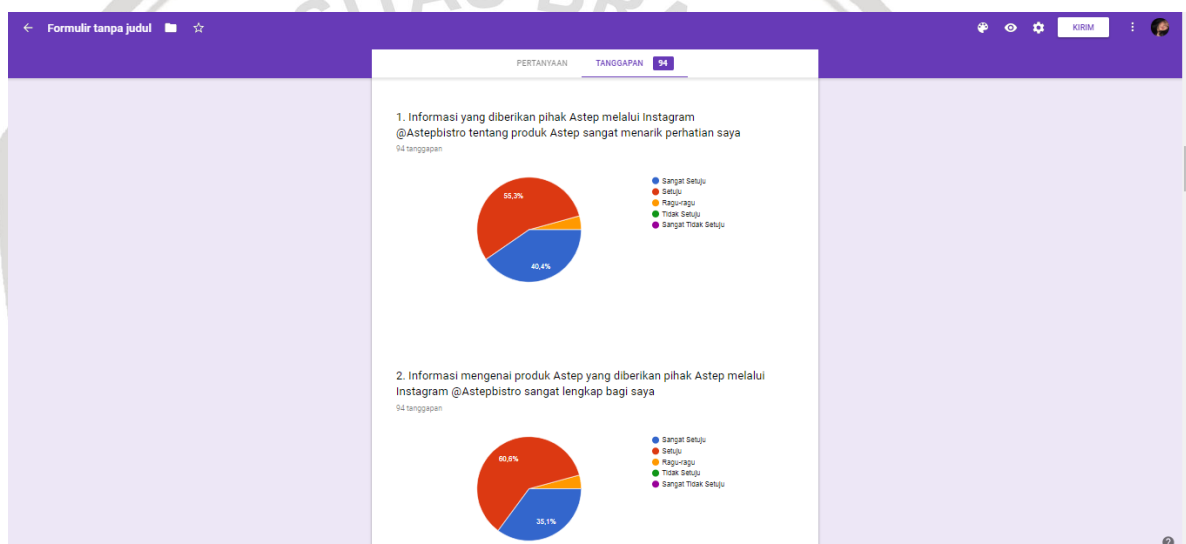 Formulir tanpa judul
KIRIM
PERTANYAAN TANGGAPAN 94
1. Informasi yang diberikan pihak Astep melalui Instagram
@Astepbistro tentang produk Astep sangat menarik perhatian saya
94 tanggapan
55,3%
40,4%
Sangat Setuju
Setuju
Ragu-ragu
Tidak Setuju
Sangat Tidak Setuju
2. Informasi mengenai produk Astep yang diberikan pihak Astep melalui
Instagram @Astepbistro sangat lengkap bagi saya
94 tanggapan
60,6%
35,1%
Sangat Setuju
Setuju
Ragu-ragu
Tidak Setuju
Sangat Tidak Setuju